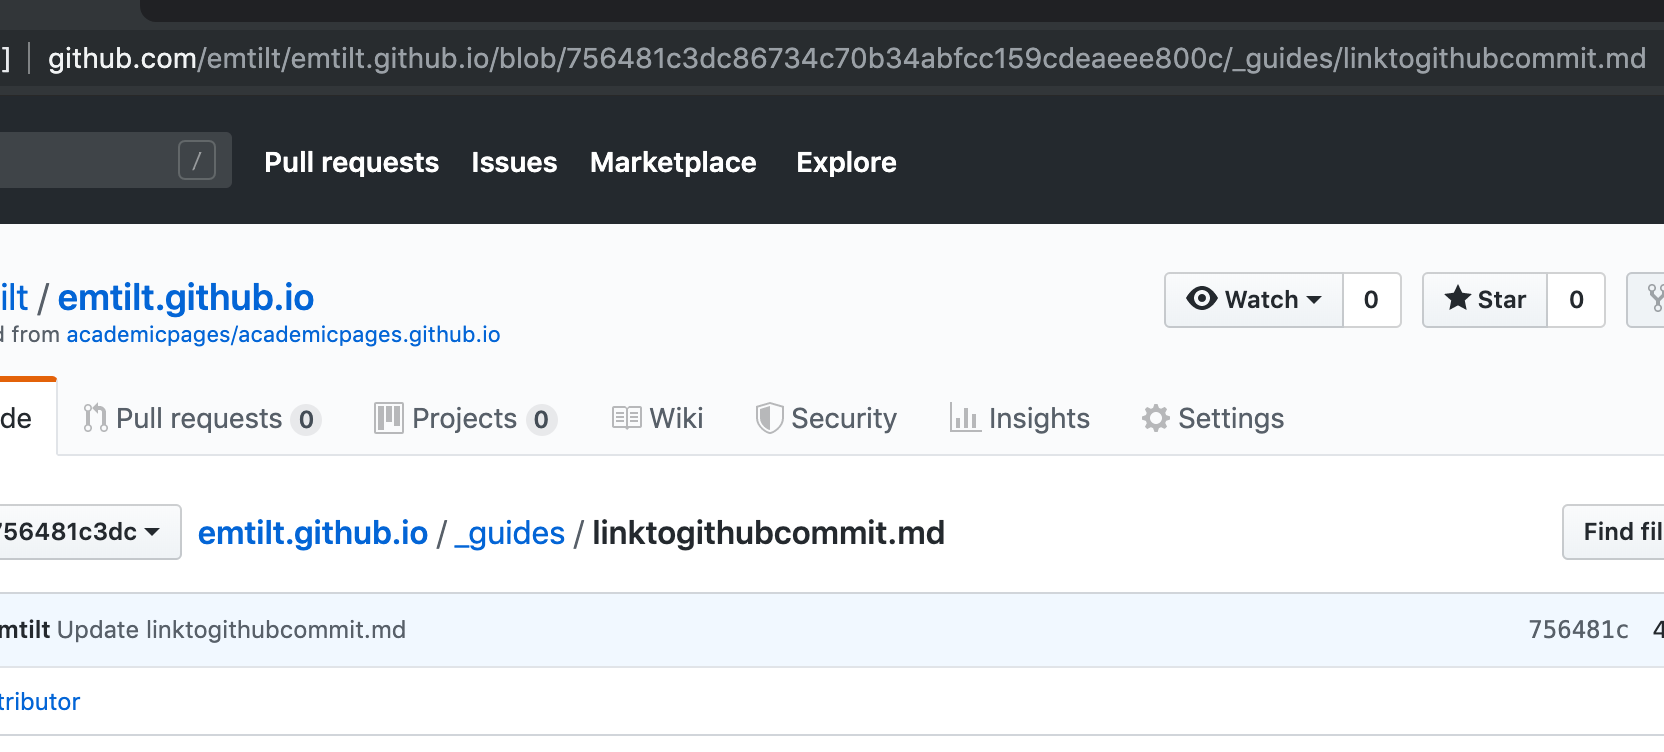 ] github.com/emtilt/emtilt.github.io/blob/756481c3dc86734c70b34abfcc159cdeaeee800c/_guides/linktogithubcommit.md
/ Pull requests Issues Marketplace Explore
ilt / emtilt.github.io Watch 0 Star 0
d from academicpages/academicpages.github.io
de Pull requests 0 Projects 0 Wiki Security Insights Settings
756481c3dc emtilt.github.io / _guides / linktogithubcommit.md Find fil
mtilt Update linktogithubcommit.md 756481c 4
tributor